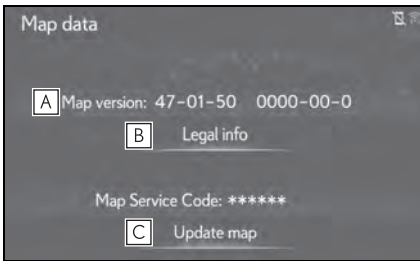 Map data
A Map version: 47-01-50 0000-00-0
B Legal info
Map Service Code: ******
C Update map